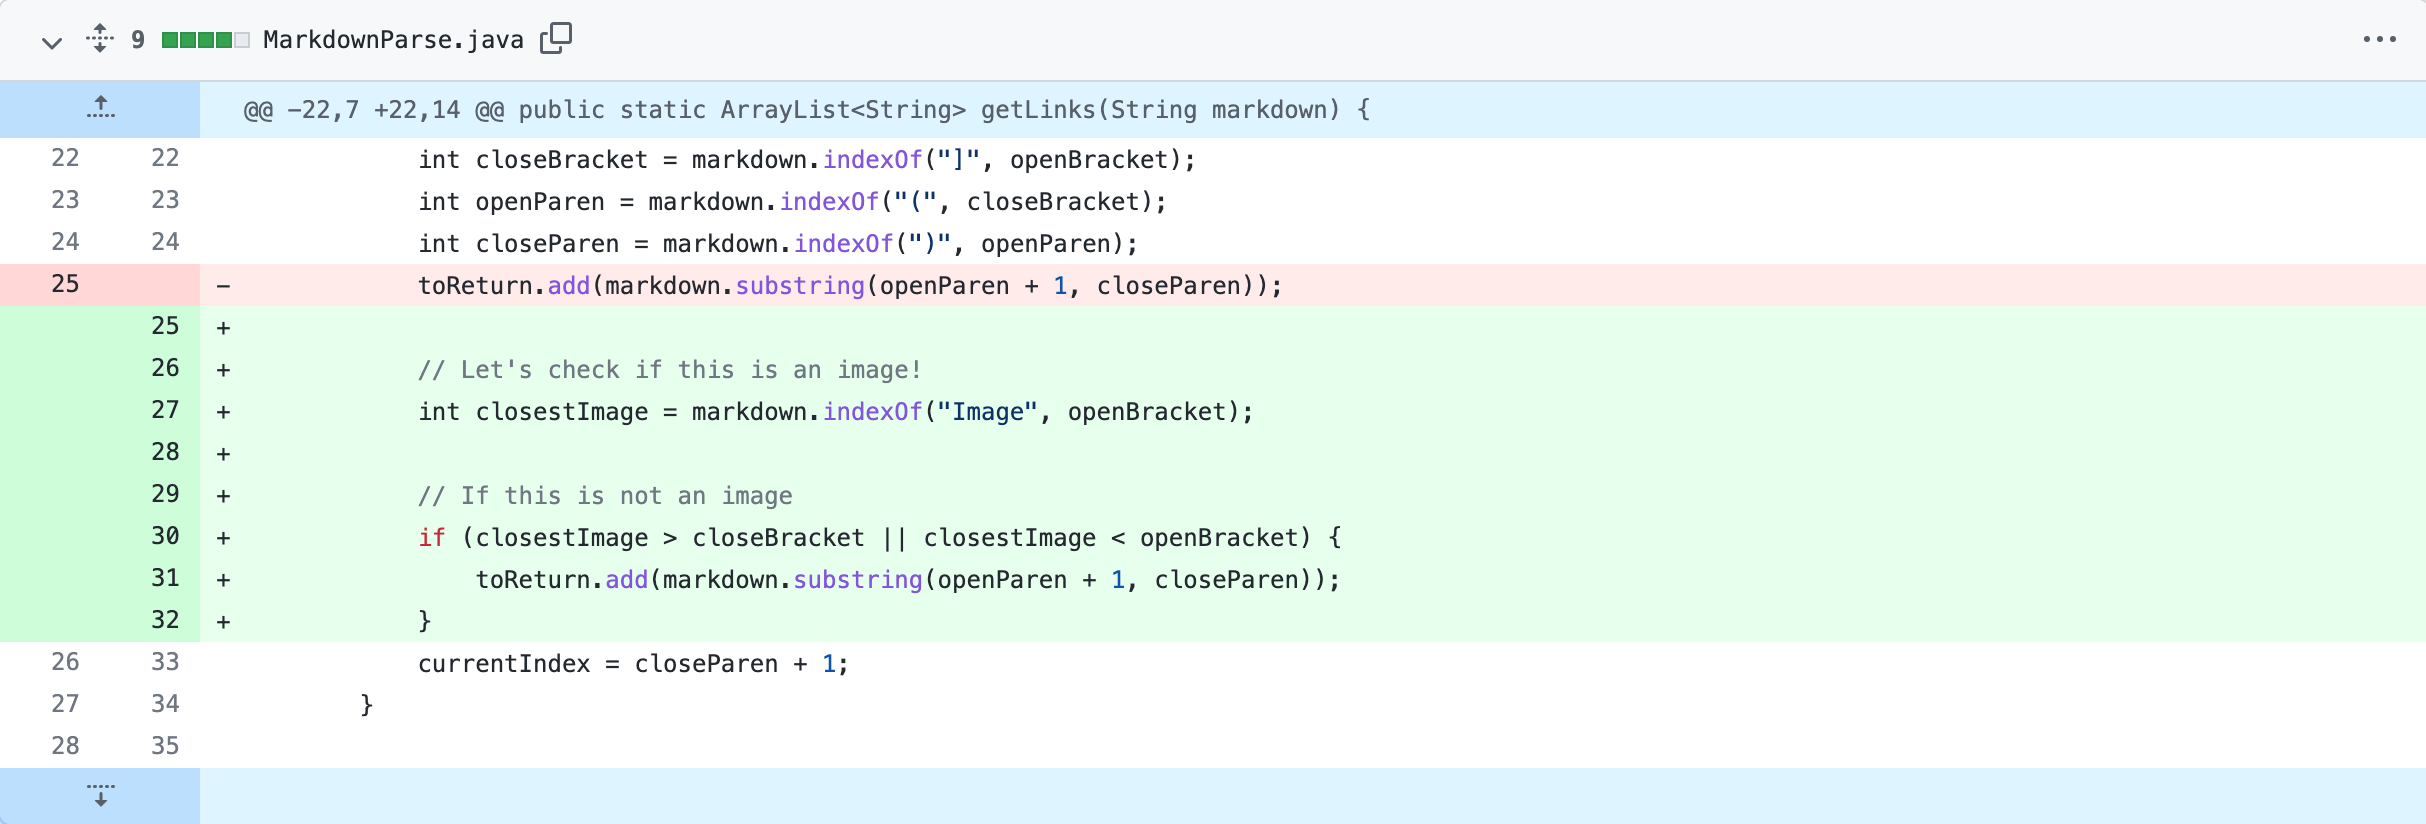 9 MarkdownParse.java
@@ -22,7 +22,14 @@ public static ArrayList<String> getLinks(String markdown) {
22 22 int closeBracket = markdown.indexOf("]", openBracket);
23 23 int openParen = markdown.indexOf("(", closeBracket);
24 24 int closeParen = markdown.indexOf(")", openParen);
25 - toReturn.add(markdown.substring(openParen + 1, closeParen));
25 +
26 + // Let's check if this is an image!
27 + int closestImage = markdown.indexOf("Image", openBracket);
28 +
29 + // If this is not an image
30 + if (closestImage > closeBracket || closestImage < openBracket) {
31 + toReturn.add(markdown.substring(openParen + 1, closeParen));
32 + }
26 33 currentIndex = closeParen + 1;
27 34 }
28 35